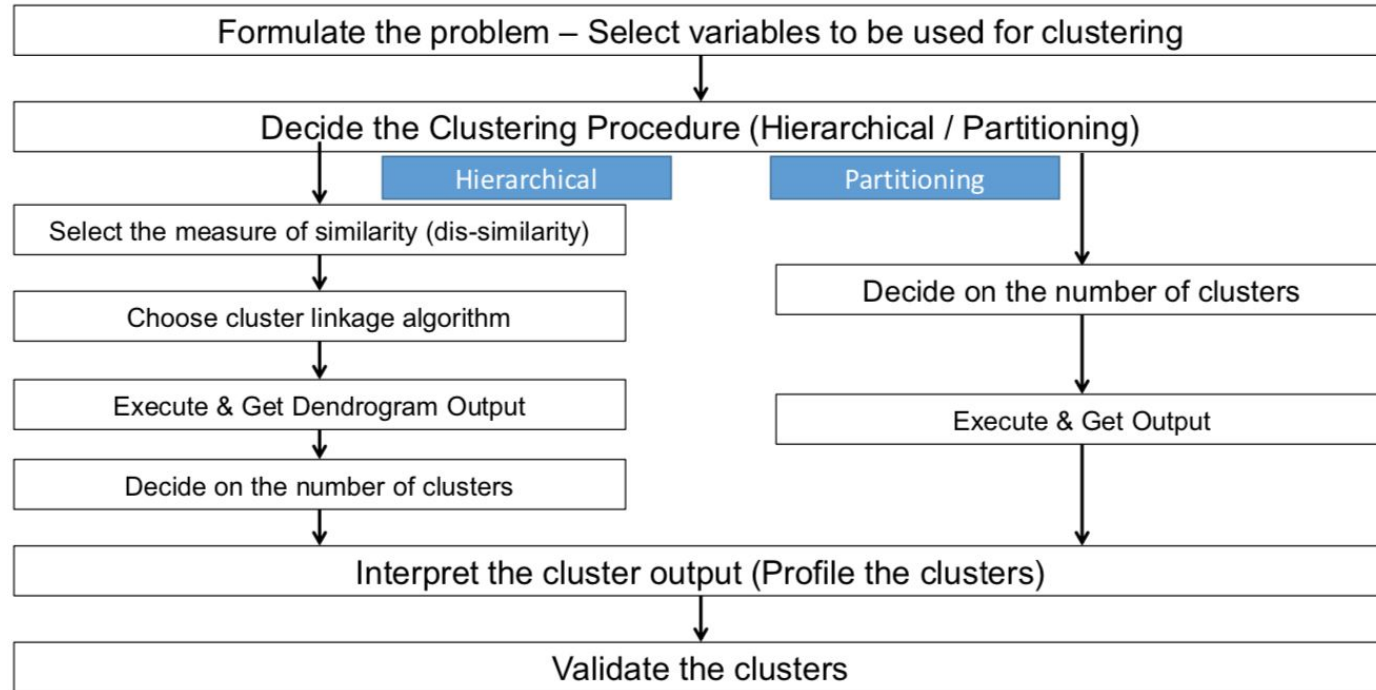 Formulate the problem – Select variables to be used for clustering
Decide the Clustering Procedure (Hierarchical / Partitioning)
Hierarchical
Partitioning
Select the measure of similarity (dis-similarity)
Choose cluster linkage algorithm
Execute & Get Dendrogram Output
Decide on the number of clusters
Decide on the number of clusters
Execute & Get Output
Interpret the cluster output (Profile the clusters)
Validate the clusters